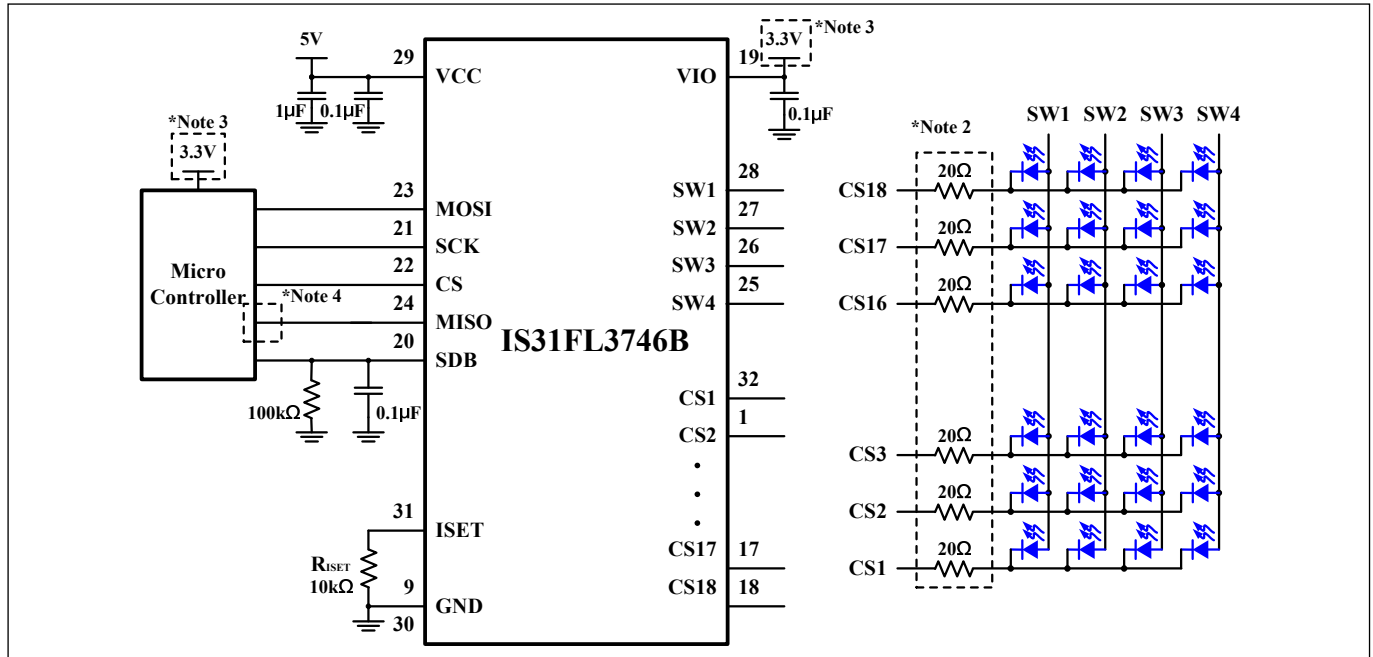 5V
29
VCC
1μF
0.1μF
*Note 3
3.3V
Micro
Controller
*Note 4
23
MOSI
21
SCK
22
CS
24
MISO
20
SDB
100kΩ
0.1μF
31
ISET
RISET
10kΩ
9
GND
30
IS31FL3746B
3.3V
*Note 3
19
VIO
0.1μF
28
SW1
27
SW2
26
SW3
25
SW4
32
CS1
1
CS2
CS17
17
CS18
18
*Note 2
SW1 SW2 SW3 SW4
20Ω
CS18
20Ω
CS17
20Ω
CS16
20Ω
CS3
20Ω
CS2
20Ω
CS1